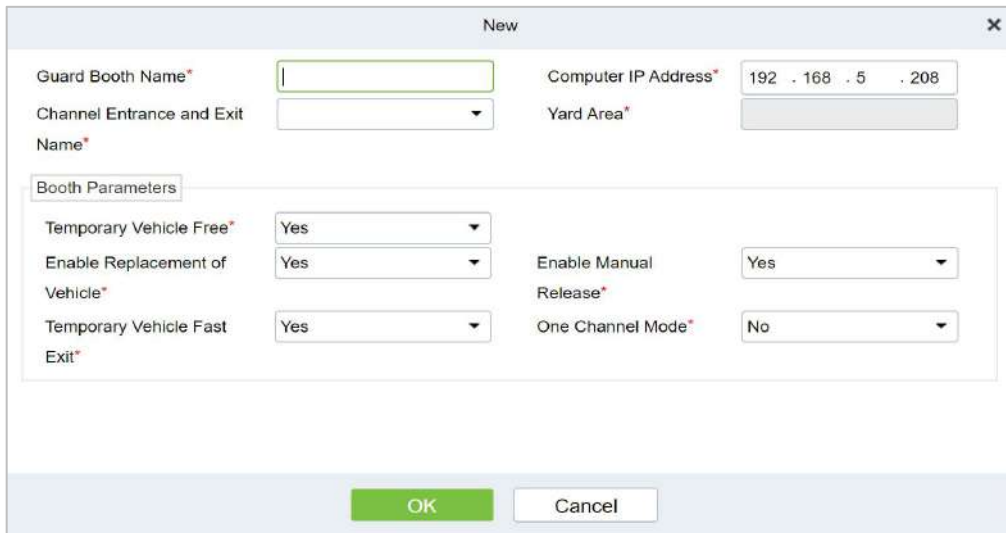 New
Guard Booth Name* Computer IP Address* 192 . 168 . 5 . 208
Channel Entrance and Exit Yard Area*
Name*
Booth Parameters
Temporary Vehicle Free* Yes
Enable Replacement of Yes Enable Manual Yes
Vehicle* Release*
Temporary Vehicle Fast Yes One Channel Mode* No
Exit*
OK Cancel